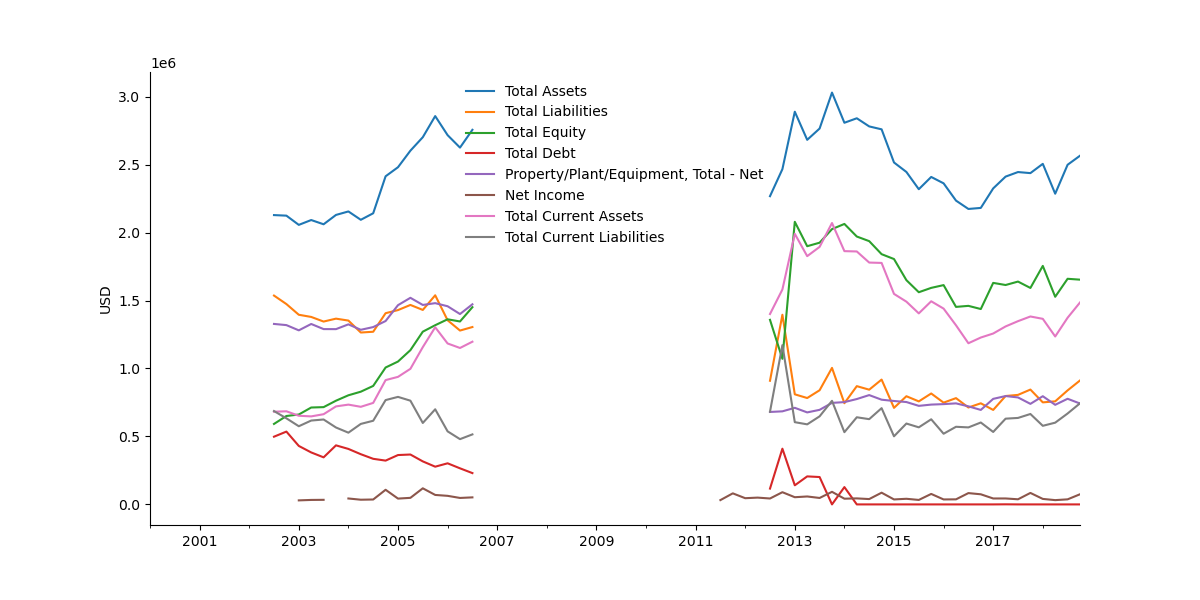 1e6
3.0
2.5
2.0
1.5
1.0
0.5
0.0
USD
Total Assets
Total Liabilities
Total Equity
Total Debt
Property/Plant/Equipment, Total - Net
Net Income
Total Current Assets
Total Current Liabilities
2001 2003 2005 2007 2009 2011 2013 2015 2017